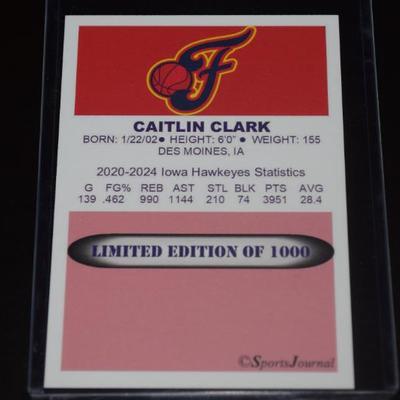 F
CAITLIN CLARK
BORN: 1/22/02● HEIGHT: 6'0" ● WEIGHT: 155
DES MOINES, IA
2020-2024 Iowa Hawkeyes Statistics
G FG% REB AST STL BLK PTS AVG
139 .462 990 1144 210 74 3951 28.4
LIMITED EDITION OF 1000
©SportsJournal